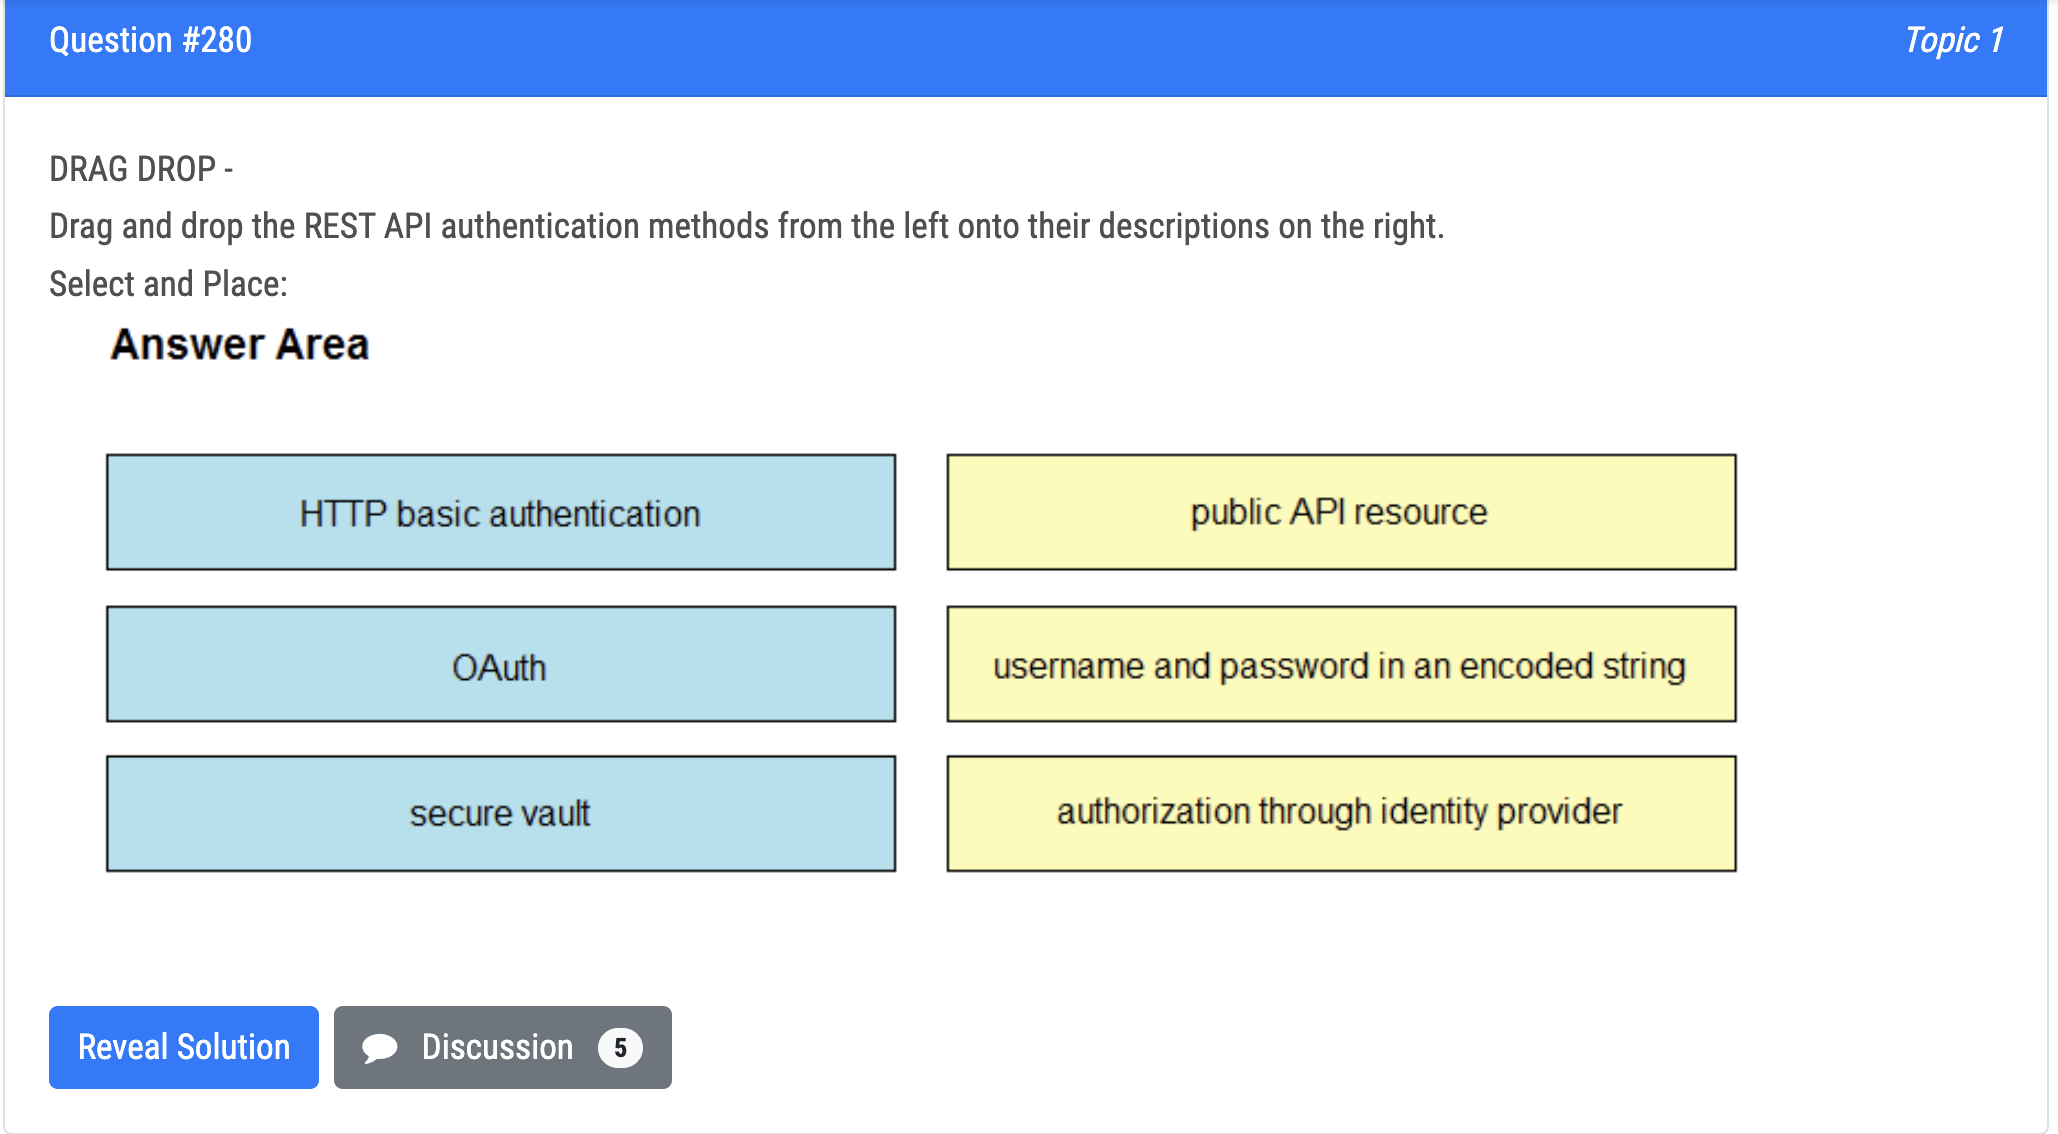 Question #280
Topic 1
DRAG DROP -
Drag and drop the REST API authentication methods from the left onto their descriptions on the right.
Select and Place:
Answer Area
HTTP basic authentication
public API resource
OAuth
username and password in an encoded string
secure vault
authorization through identity provider
Reveal Solution
Discussion 5